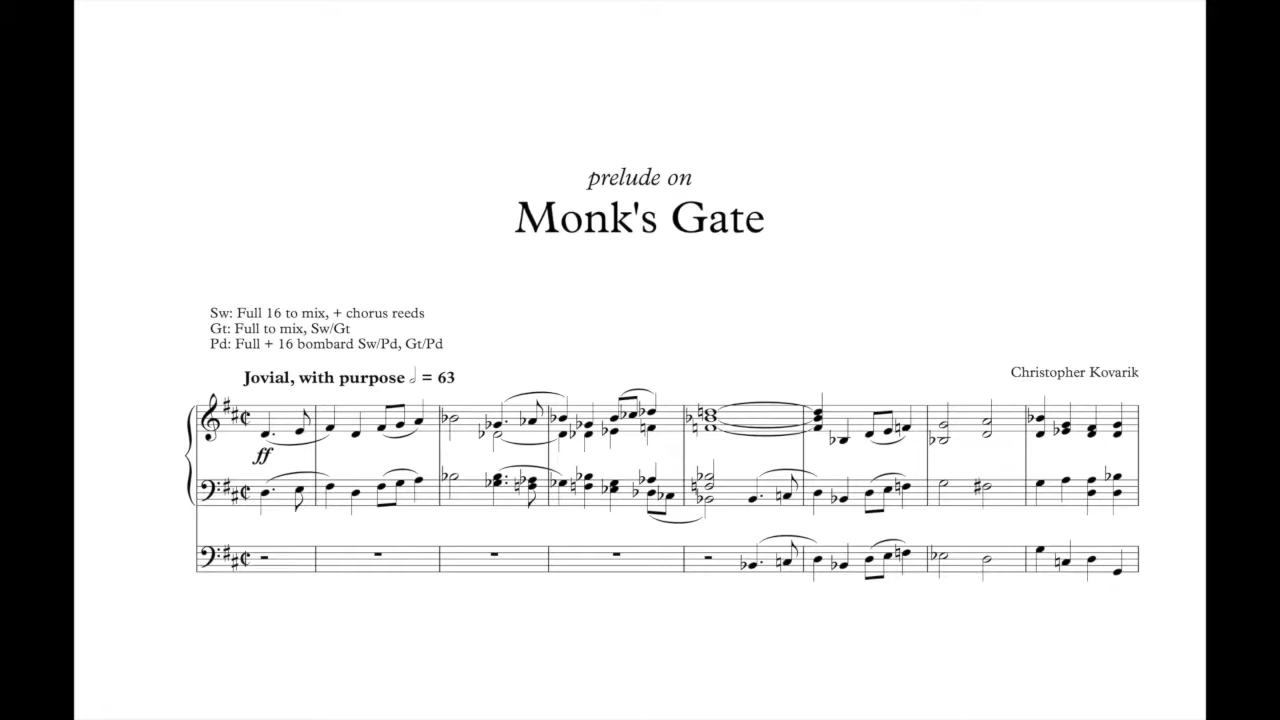 prelude on
Monk's Gate
Sw: Full 16 to mix, + chorus reeds
Gt: Full to mix, Sw/Gt
Pd: Full + 16 bombard Sw/Pd, Gt/Pd
Christopher Kovarik
Jovial, with purpose 𝅗𝅥 = 63
ff